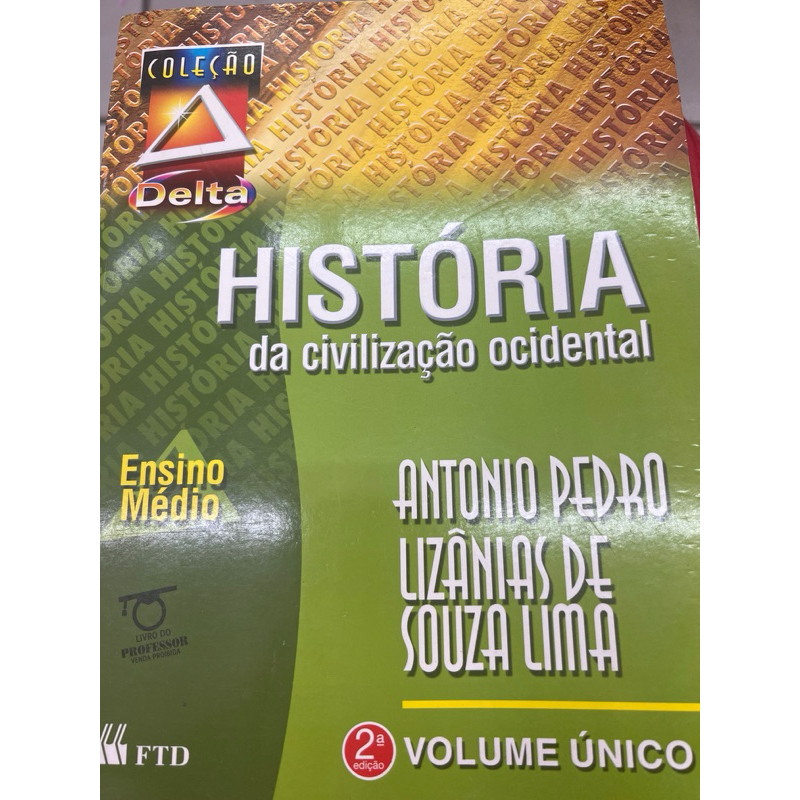 COLEÇÃO
Delta
HISTÓRIA
da civilização ocidental
Ensino
Médio
ANTONIO PEDRO
LIZÂNIAS DE
SOUZA LIMA
LIVRO DO
PROFESSOR
VENDA PROIBIDA
FTD
2ª
edição
VOLUME ÚNICO